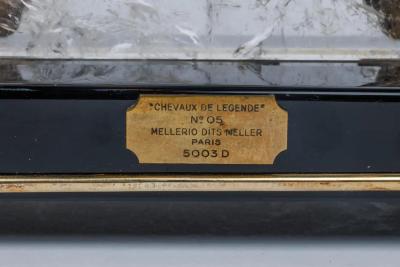 "CHEVAUX DE LEGENDE"
Nº 05
MELLERIO DITS MELLER
PARIS
5003 D